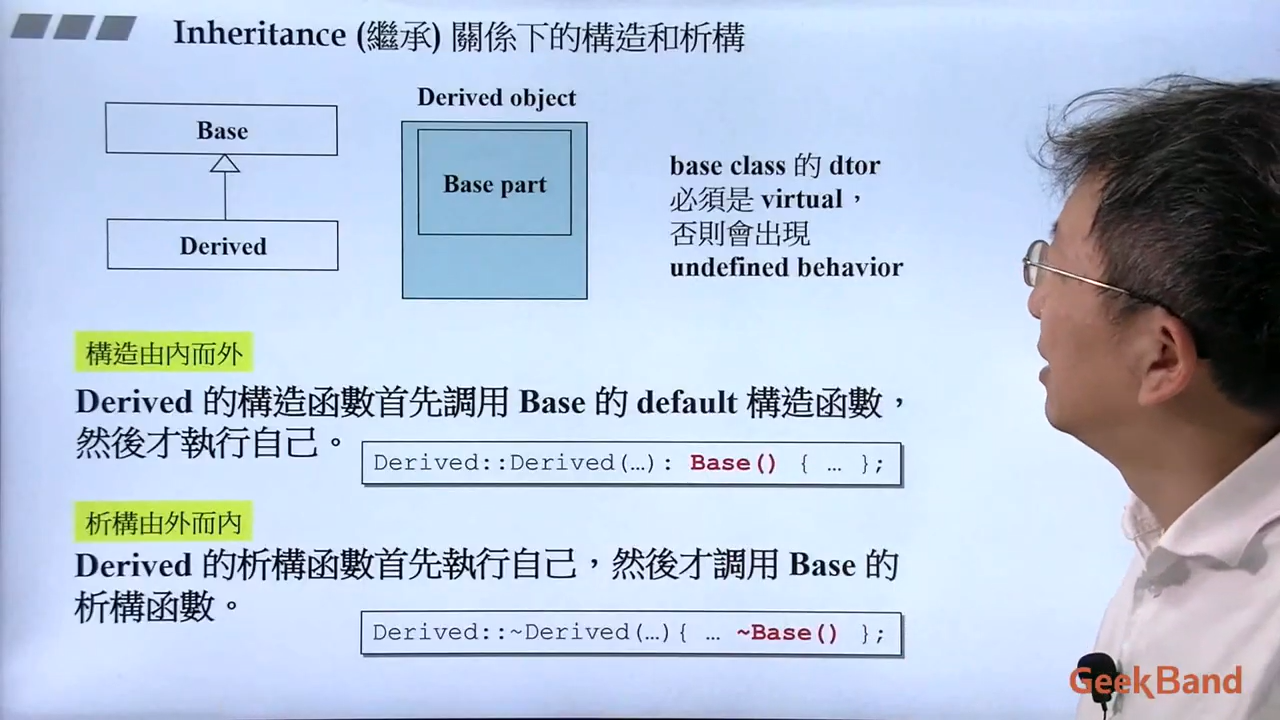 Inheritance (繼承) 關係下的構造和析構
Base
Derived
Derived object
Base part
base class 的 dtor
必須是 virtual，
否則會出現
undefined behavior
構造由內而外
Derived 的構造函數首先調用 Base 的 default 構造函數，
然後才執行自己。
Derived::Derived(…): Base() { … };
析構由外而內
Derived 的析構函數首先執行自己，然後才調用 Base 的
析構函數。
Derived::~Derived(…){ … ~Base() };
GeekBand